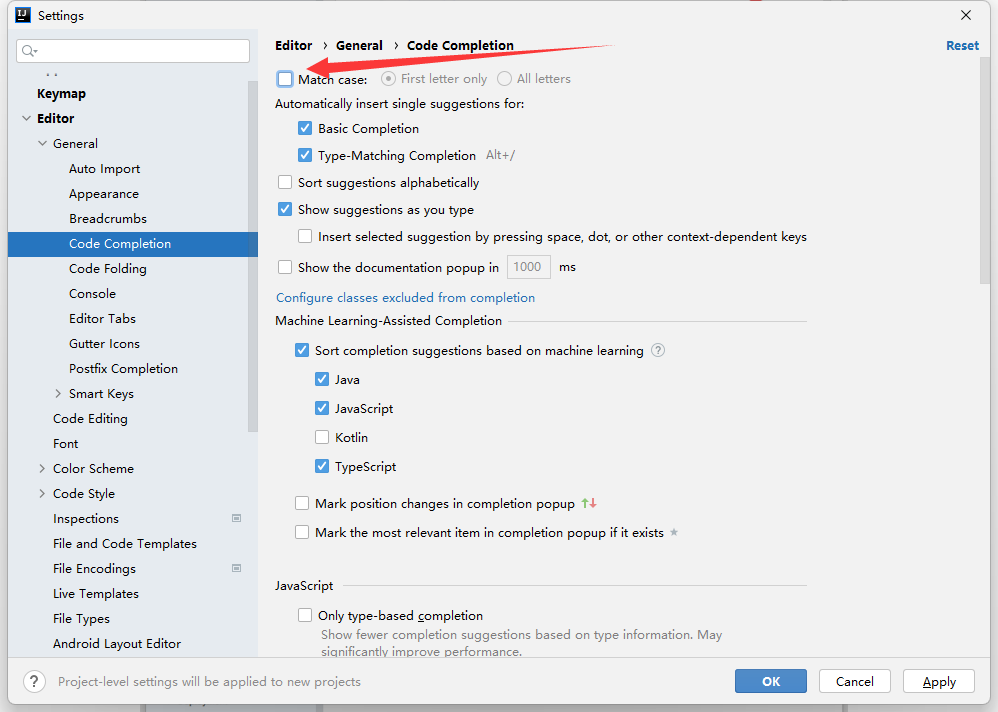 Settings
Keymap
Editor
General
Auto Import
Appearance
Breadcrumbs
Code Completion
Code Folding
Console
Editor Tabs
Gutter Icons
Postfix Completion
Smart Keys
Code Editing
Font
Color Scheme
Code Style
Inspections
File and Code Templates
File Encodings
Live Templates
File Types
Android Layout Editor
Editor › General › Code Completion Reset
Match case: First letter only All letters
Automatically insert single suggestions for:
Basic Completion
Type-Matching Completion Alt+/
Sort suggestions alphabetically
Show suggestions as you type
Insert selected suggestion by pressing space, dot, or other context-dependent keys
Show the documentation popup in 1000 ms
Configure classes excluded from completion
Machine Learning-Assisted Completion
Sort completion suggestions based on machine learning ?
Java
JavaScript
Kotlin
TypeScript
Mark position changes in completion popup
Mark the most relevant item in completion popup if it exists
JavaScript
Only type-based completion
Show fewer completion suggestions based on type information. May
significantly improve performance.
? Project-level settings will be applied to new projects
OK Cancel Apply